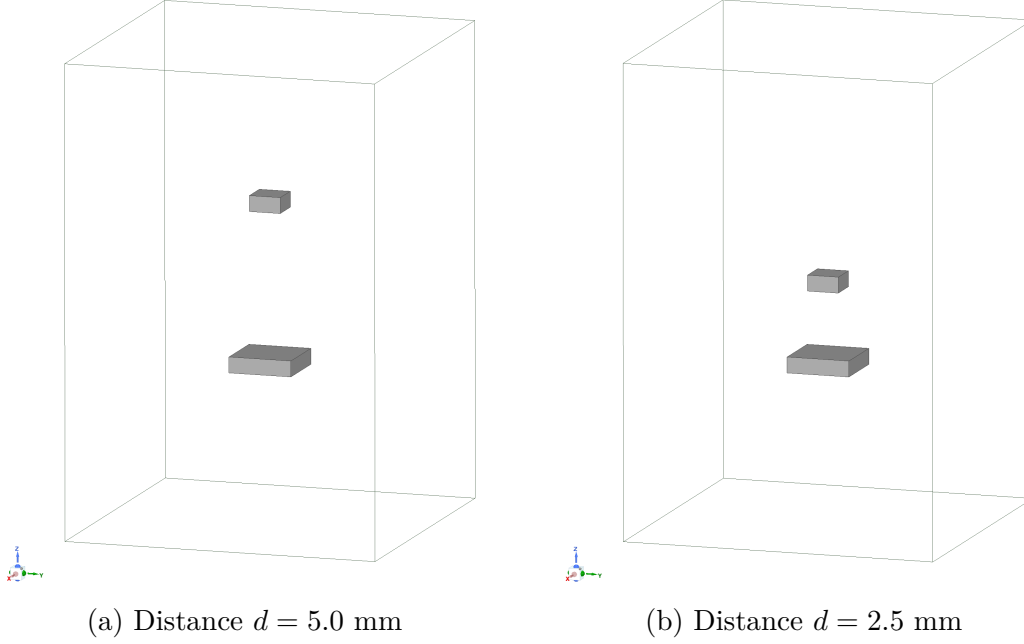 Z
X
Y
Z
X
Y
(a) Distance d = 5.0 mm
(b) Distance d = 2.5 mm